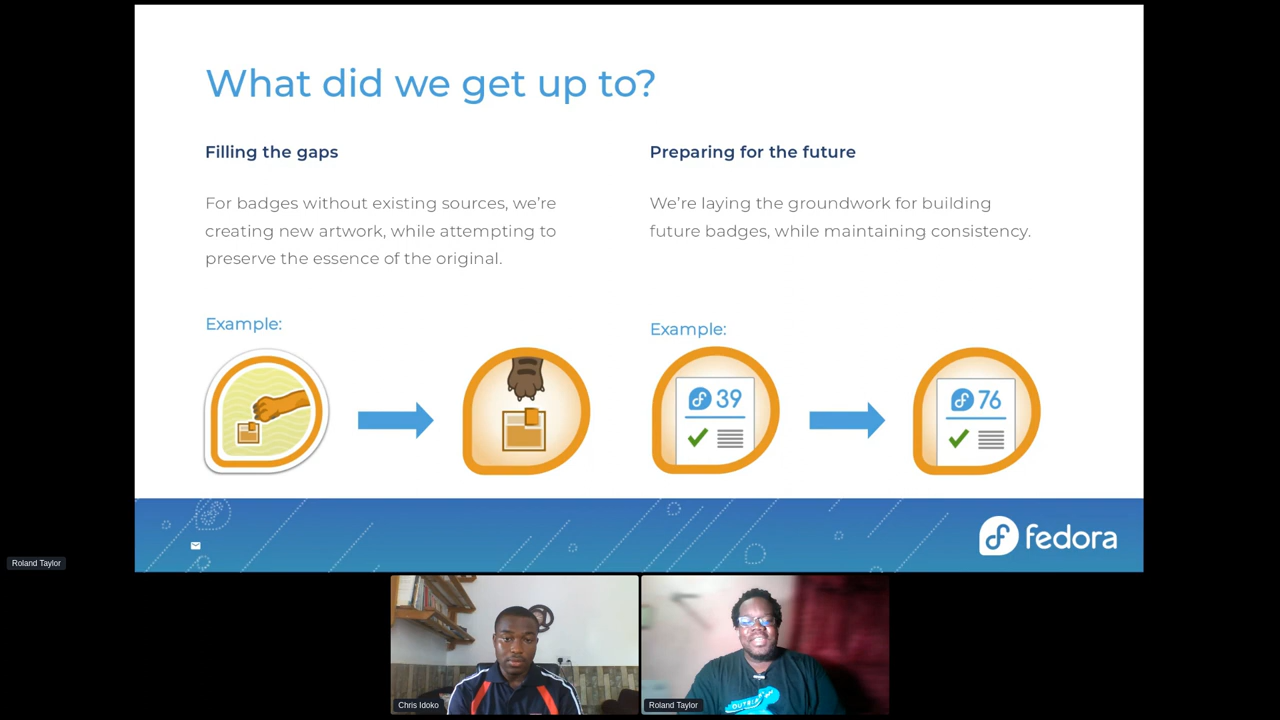 What did we get up to?
Filling the gaps
For badges without existing sources, we’re
creating new artwork, while attempting to
preserve the essence of the original.
Example:
Preparing for the future
We’re laying the groundwork for building
future badges, while maintaining consistency.
Example:
39
76
fedora
Roland Taylor
Chris Idoko
Roland Taylor